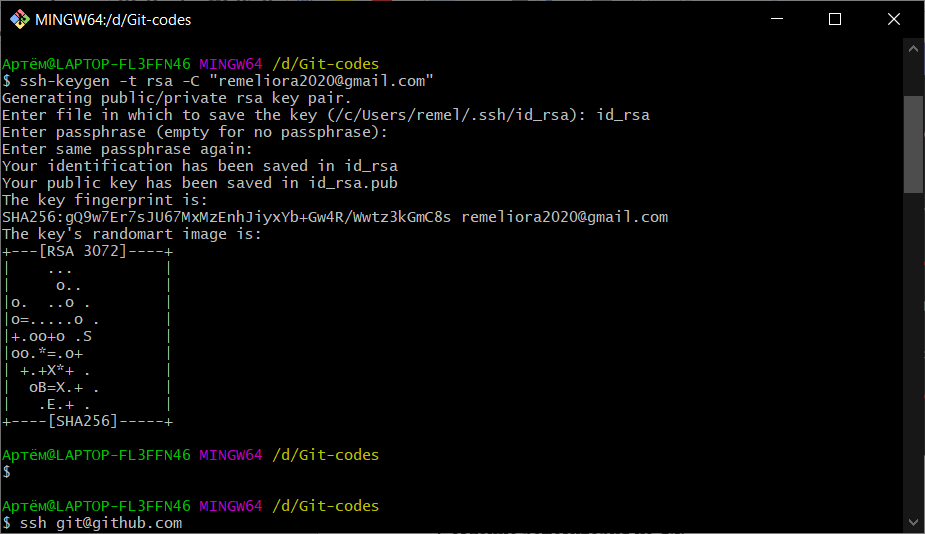 MINGW64:/d/Git-codes
Артём@LAPTOP-FL3FFN46 MINGW64 /d/Git-codes
$ ssh-keygen -t rsa -C "remeliora2020@gmail.com"
Generating public/private rsa key pair.
Enter file in which to save the key (/c/Users/remel/.ssh/id_rsa): id_rsa
Enter passphrase (empty for no passphrase):
Enter same passphrase again:
Your identification has been saved in id_rsa
Your public key has been saved in id_rsa.pub
The key fingerprint is:
SHA256:gQ9w7Er7sJU67MxMzEnhJiyxYb+Gw4R/Wwtz3kGmC8s remeliora2020@gmail.com
The key's randomart image is:
+---[RSA 3072]----+
|    ...          |
|     o..         |
|o.  ..o .        |
|o=.....o .       |
|+.oo+o .S        |
|oo.*=.o+         |
| +.+X*+ .        |
|  oB=X.+ .       |
|   .E.+ .        |
+----[SHA256]-----+
Артём@LAPTOP-FL3FFN46 MINGW64 /d/Git-codes
$
Артём@LAPTOP-FL3FFN46 MINGW64 /d/Git-codes
$ ssh git@github.com